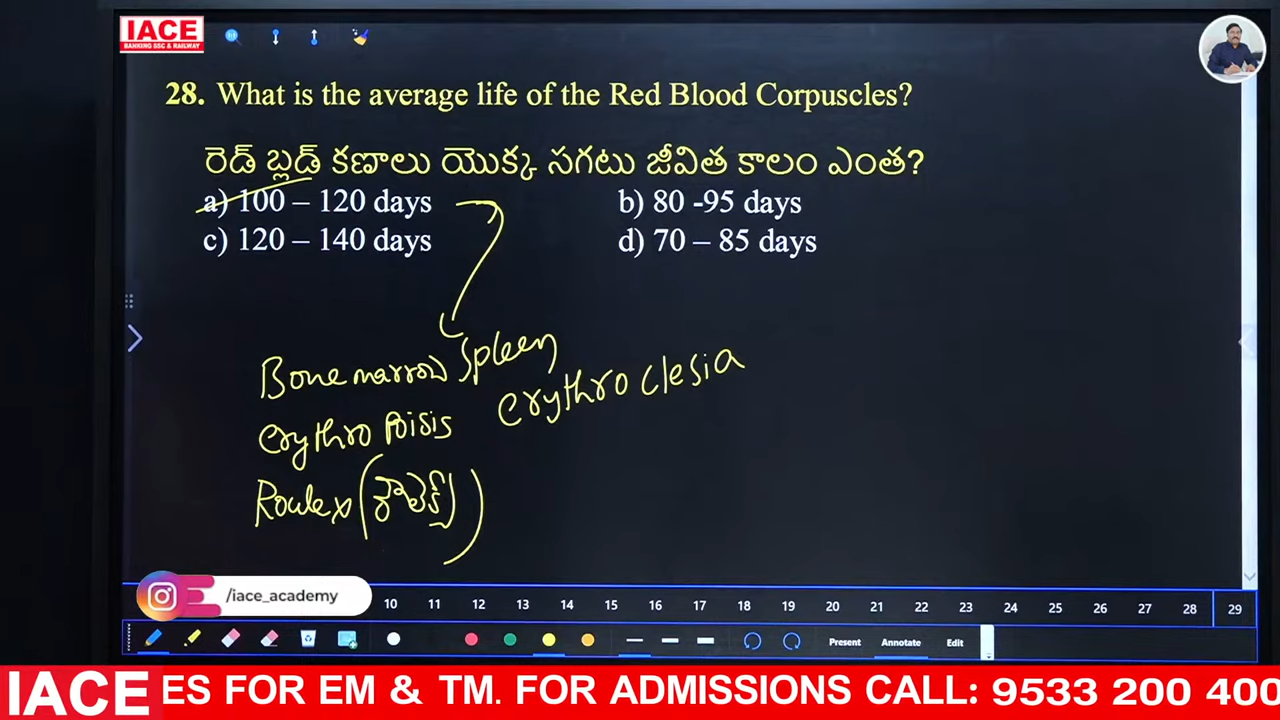 IACE
BANKING SSC & RAILWAY
28. What is the average life of the Red Blood Corpuscles?
రెడ్ బ్లడ్ కణాలు యొక్క సగటు జీవిత కాలం ఎంత?
a) 100 – 120 days
b) 80 -95 days
c) 120 – 140 days
d) 70 – 85 days
Bone marrow Spleen
erythro Poisis erythro clesia
Roulex (రౌలెక్స్)
/iace_academy
10 11 12 13 14 15 16 17 18 19 20 21 22 23 24 25 26 27 28 29
Present Annotate Edit
IACE ES FOR EM & TM. FOR ADMISSIONS CALL: 9533 200 400